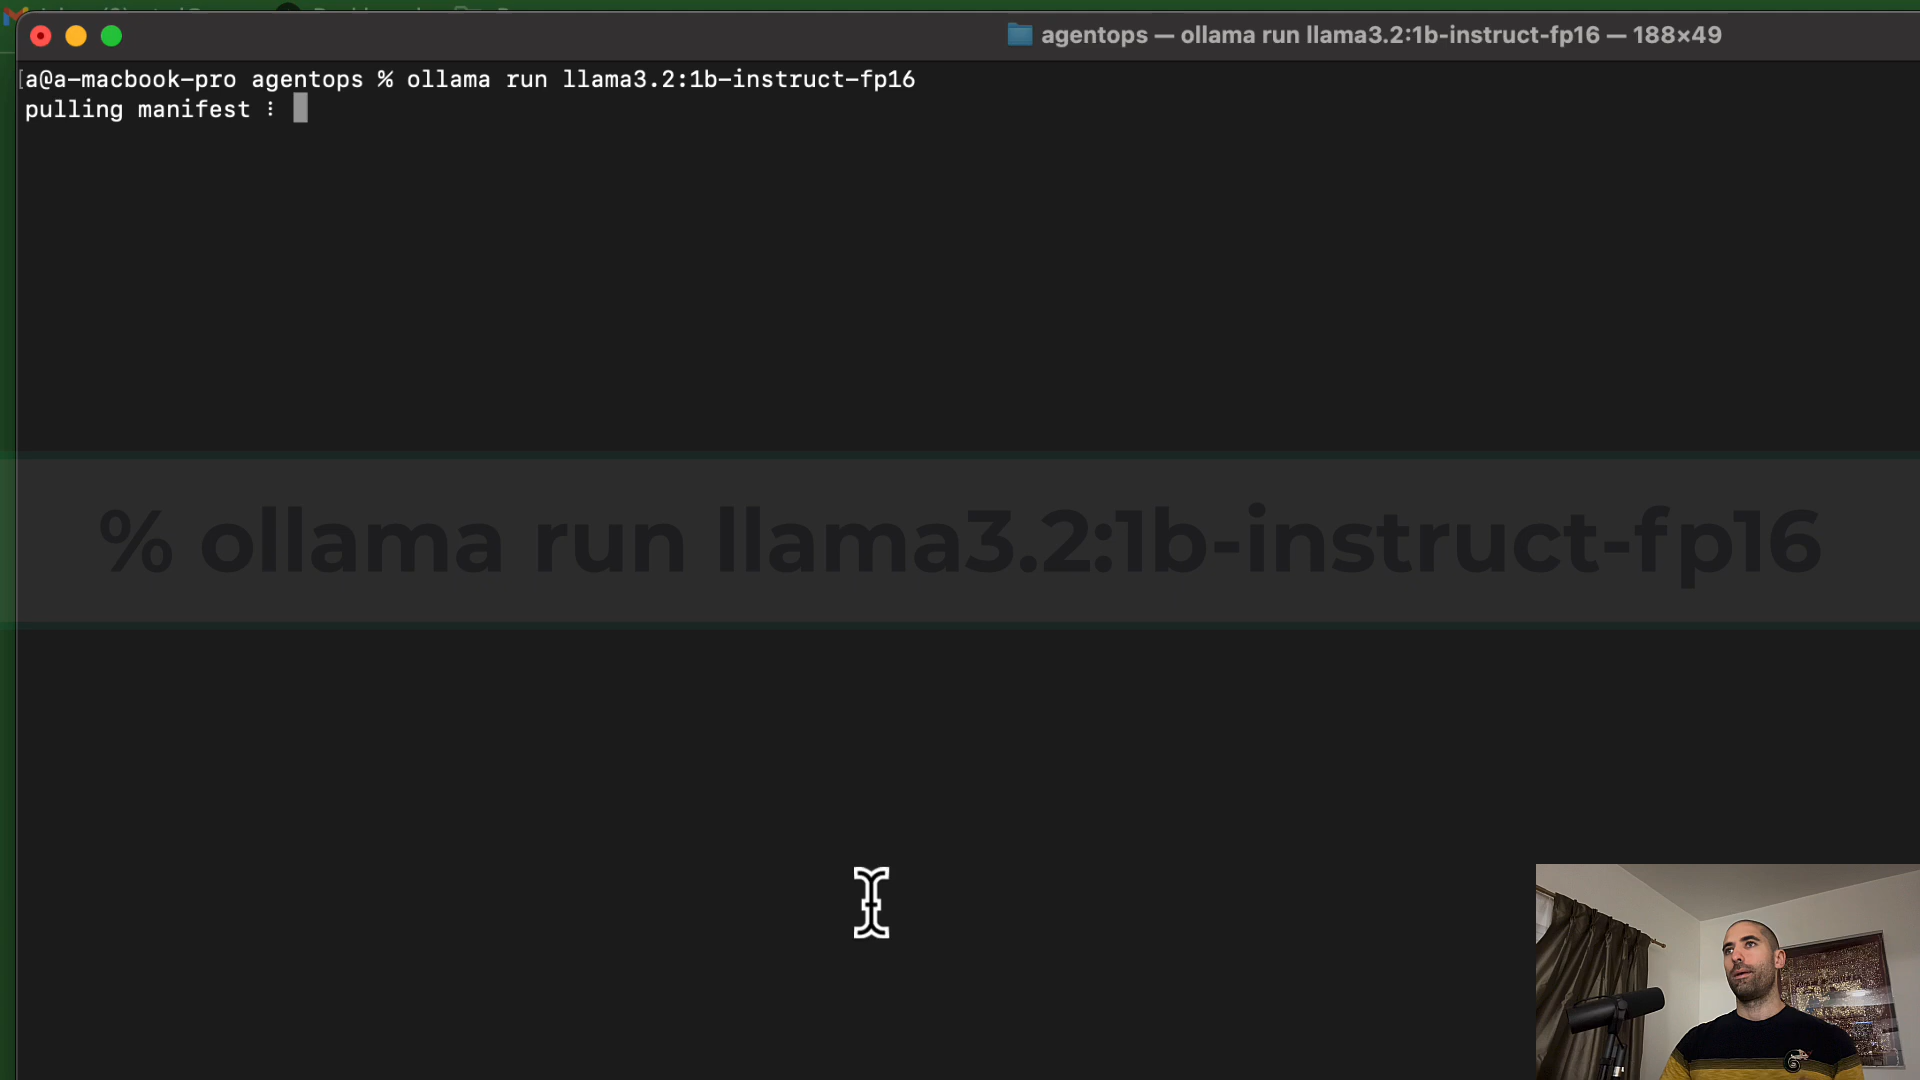 agentops — ollama run llama3.2:1b-instruct-fp16 — 188×49
[a@a-macbook-pro agentops % ollama run llama3.2:1b-instruct-fp16
pulling manifest ⠇
% ollama run llama3.2:1b-instruct-fp16